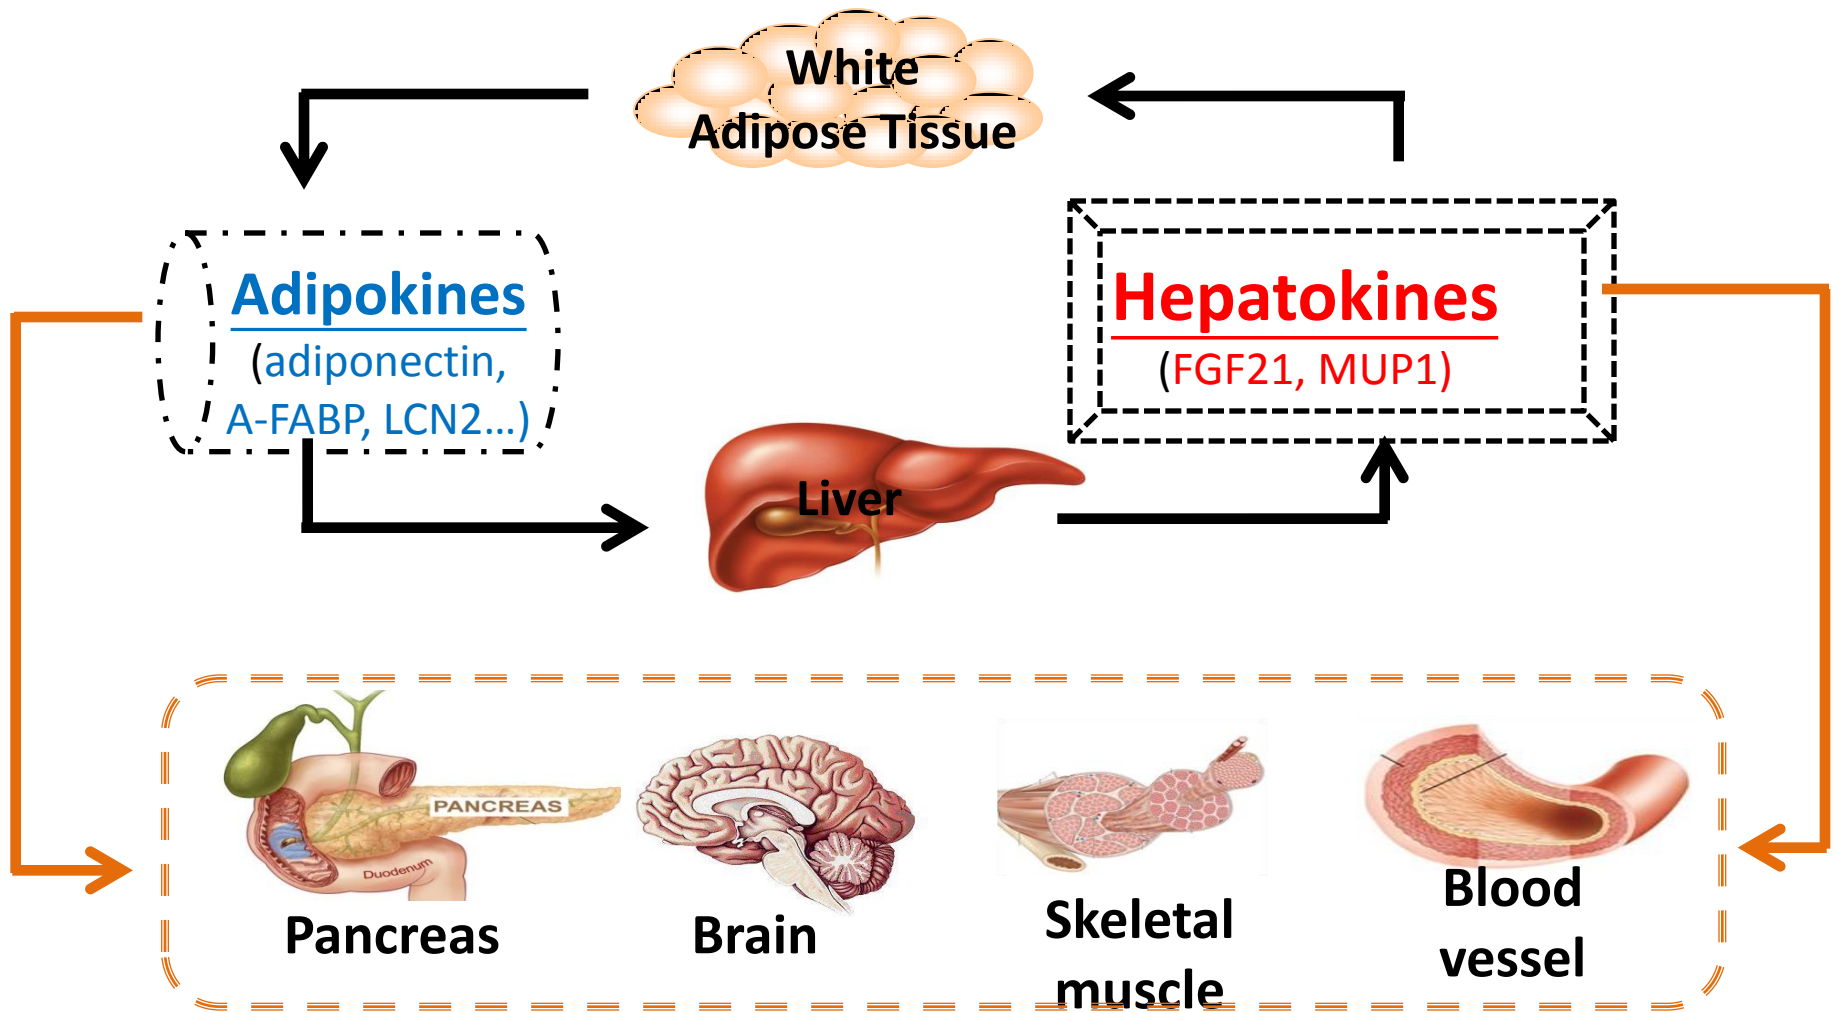 White
Adipose Tissue
Adipokines
(adiponectin,
A-FABP, LCN2...)
Hepatokines
(FGF21, MUP1)
Liver
PANCREAS
Duodenum
Pancreas
Brain
Skeletal
muscle
Blood
vessel